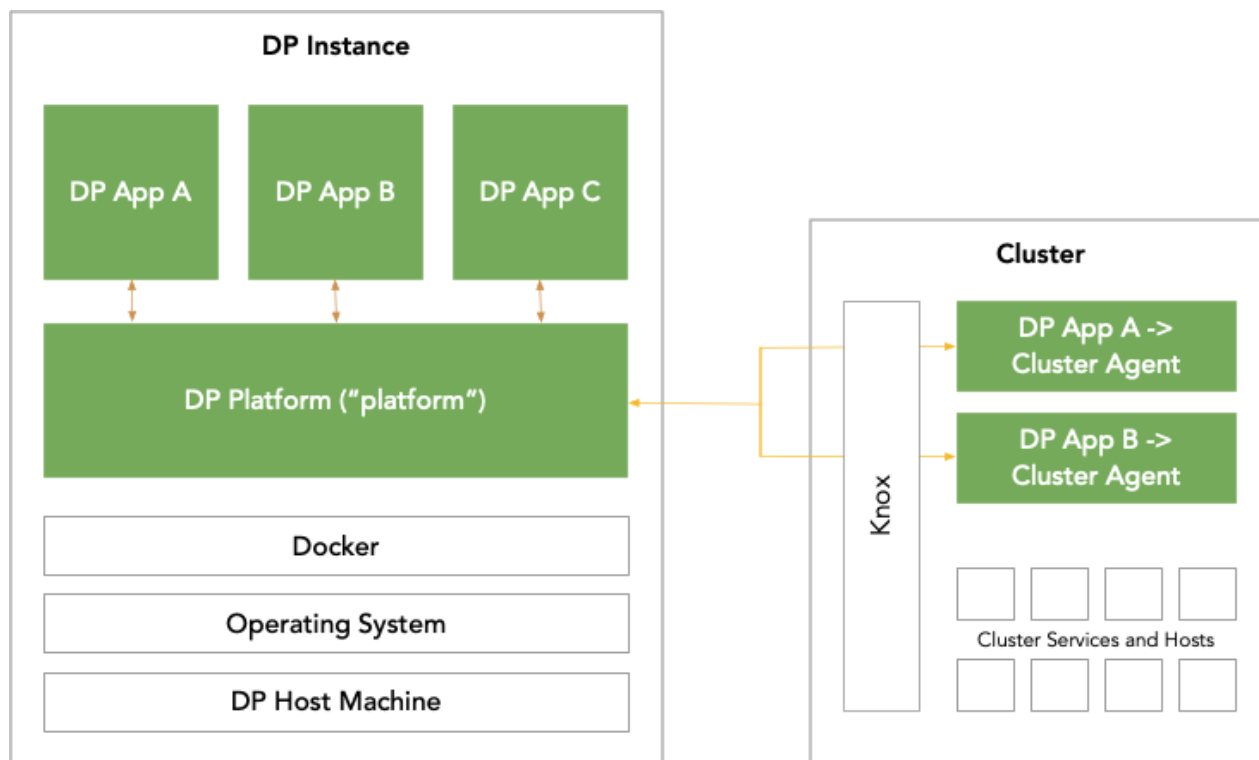 DP Instance
DP App A
DP App B
DP App C
DP Platform (“platform”)
Docker
Operating System
DP Host Machine
Cluster
Knox
DP App A ->
Cluster Agent
DP App B ->
Cluster Agent
Cluster Services and Hosts